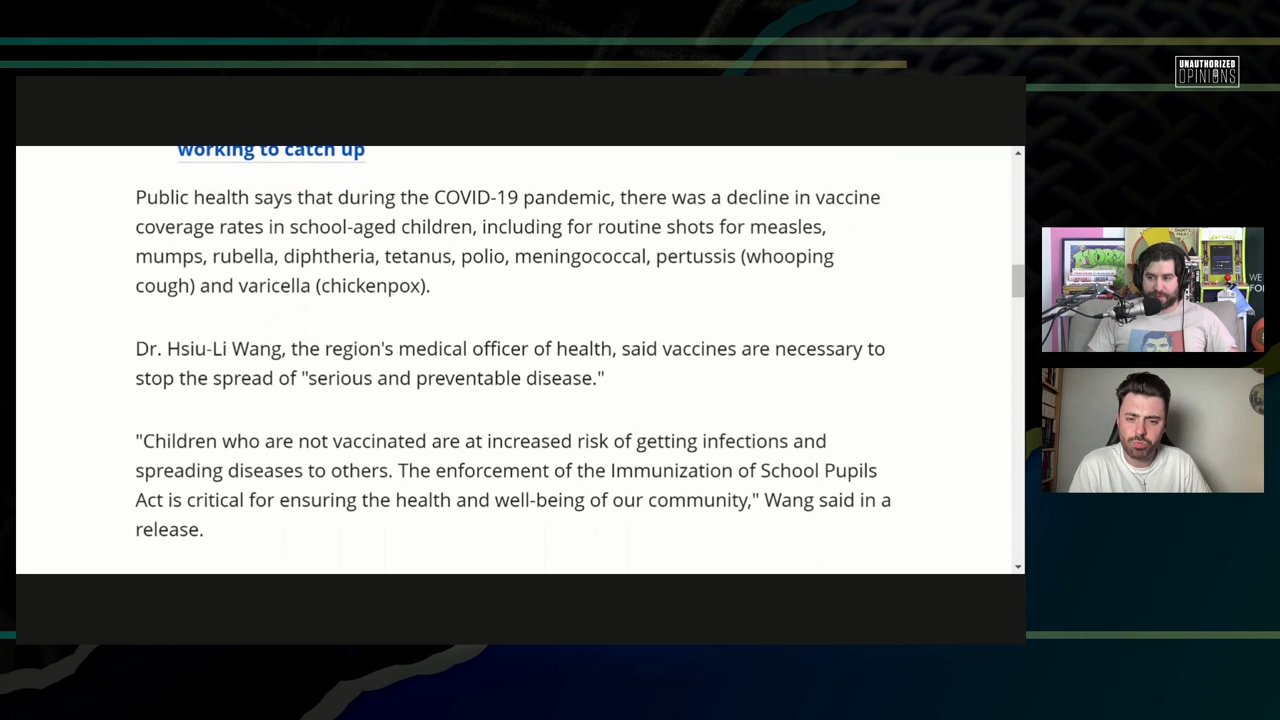 UNAUTHORIZED
OPINIONS
working to catch up
Public health says that during the COVID-19 pandemic, there was a decline in vaccine
coverage rates in school-aged children, including for routine shots for measles,
mumps, rubella, diphtheria, tetanus, polio, meningococcal, pertussis (whooping
cough) and varicella (chickenpox).
Dr. Hsiu-Li Wang, the region's medical officer of health, said vaccines are necessary to
stop the spread of "serious and preventable disease."
"Children who are not vaccinated are at increased risk of getting infections and
spreading diseases to others. The enforcement of the Immunization of School Pupils
Act is critical for ensuring the health and well-being of our community," Wang said in a
release.
WE